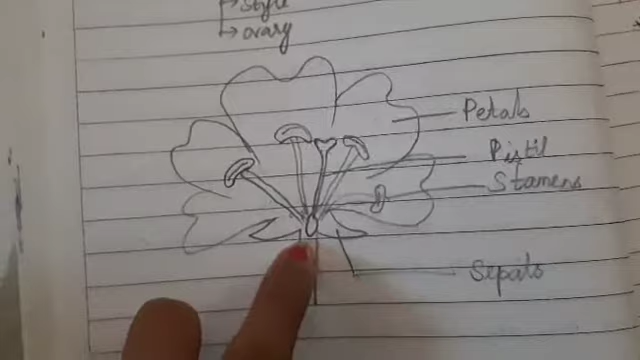 ↳ style
↳ ovary
Petals
Pistil
Stamens
Sepals